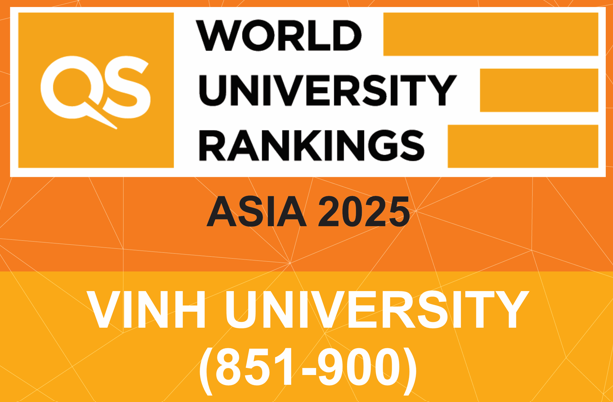 QS
WORLD
UNIVERSITY
RANKINGS
ASIA 2025
VINH UNIVERSITY
(851-900)